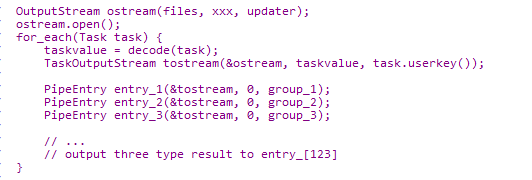 OutputStream ostream(files, xxx, updater);
ostream.open();
for_each(Task task) {
    taskvalue = decode(task);
    TaskOutputStream tostream(&ostream, taskvalue, task.userkey());

    PipeEntry entry_1(&tostream, 0, group_1);
    PipeEntry entry_2(&tostream, 0, group_2);
    PipeEntry entry_3(&tostream, 0, group_3);

    // ...
    // output three type result to entry_[123]
}